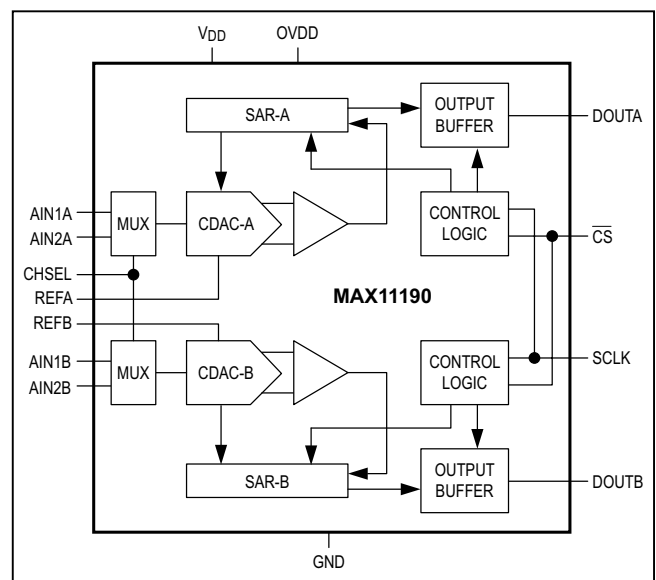 VDD
OVDD
SAR-A
OUTPUT
BUFFER
DOUTA
AIN1A
AIN2A
MUX
CDAC-A
CONTROL
LOGIC
CS
CHSEL
REFA
MAX11190
REFB
AIN1B
AIN2B
MUX
CDAC-B
CONTROL
LOGIC
SCLK
SAR-B
OUTPUT
BUFFER
DOUTB
GND